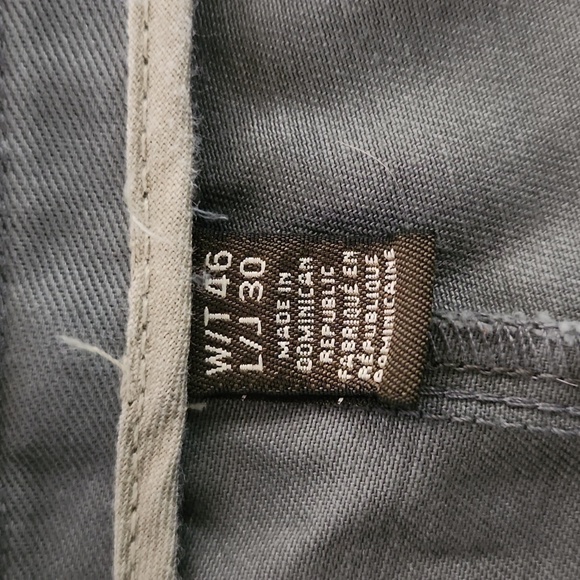 W/T 46
L/J 30
MADE IN
DOMINICAN
REPUBLIC
FABRIQUÉ EN
RÉPUBLIQUE
DOMINICAINE